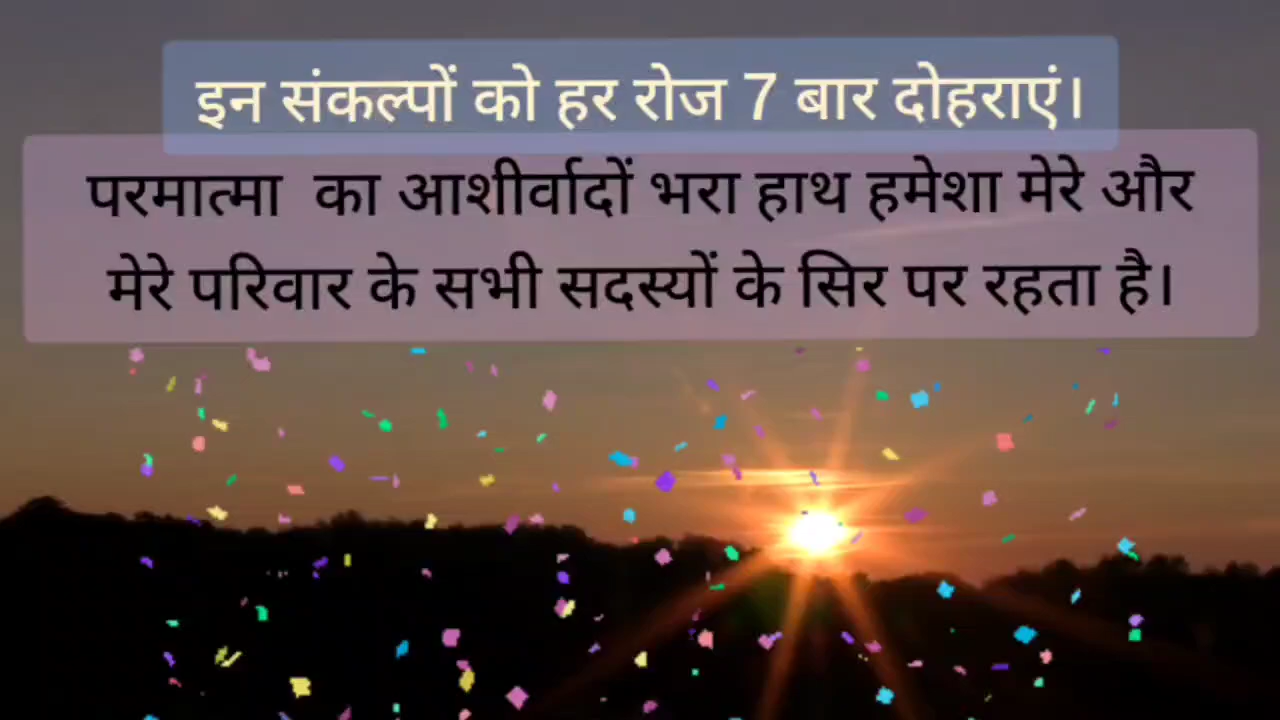 इन संकल्पों को हर रोज 7 बार दोहराएं।
परमात्मा का आशीर्वादों भरा हाथ हमेशा मेरे और
मेरे परिवार के सभी सदस्यों के सिर पर रहता है।